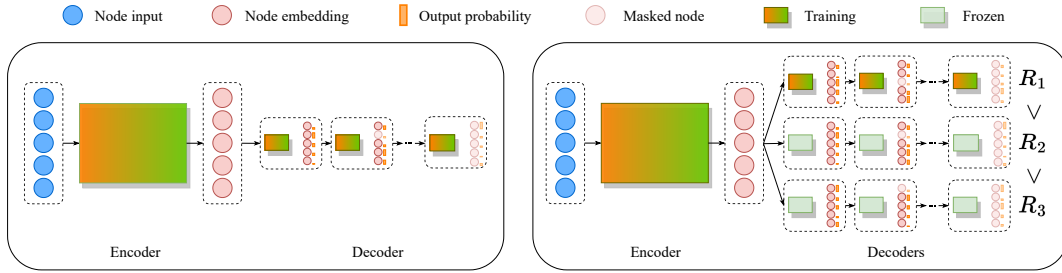 Node input Node embedding Output probability Masked node Training Frozen
R1
∨
R2
∨
R3
Encoder Decoder Encoder Decoders